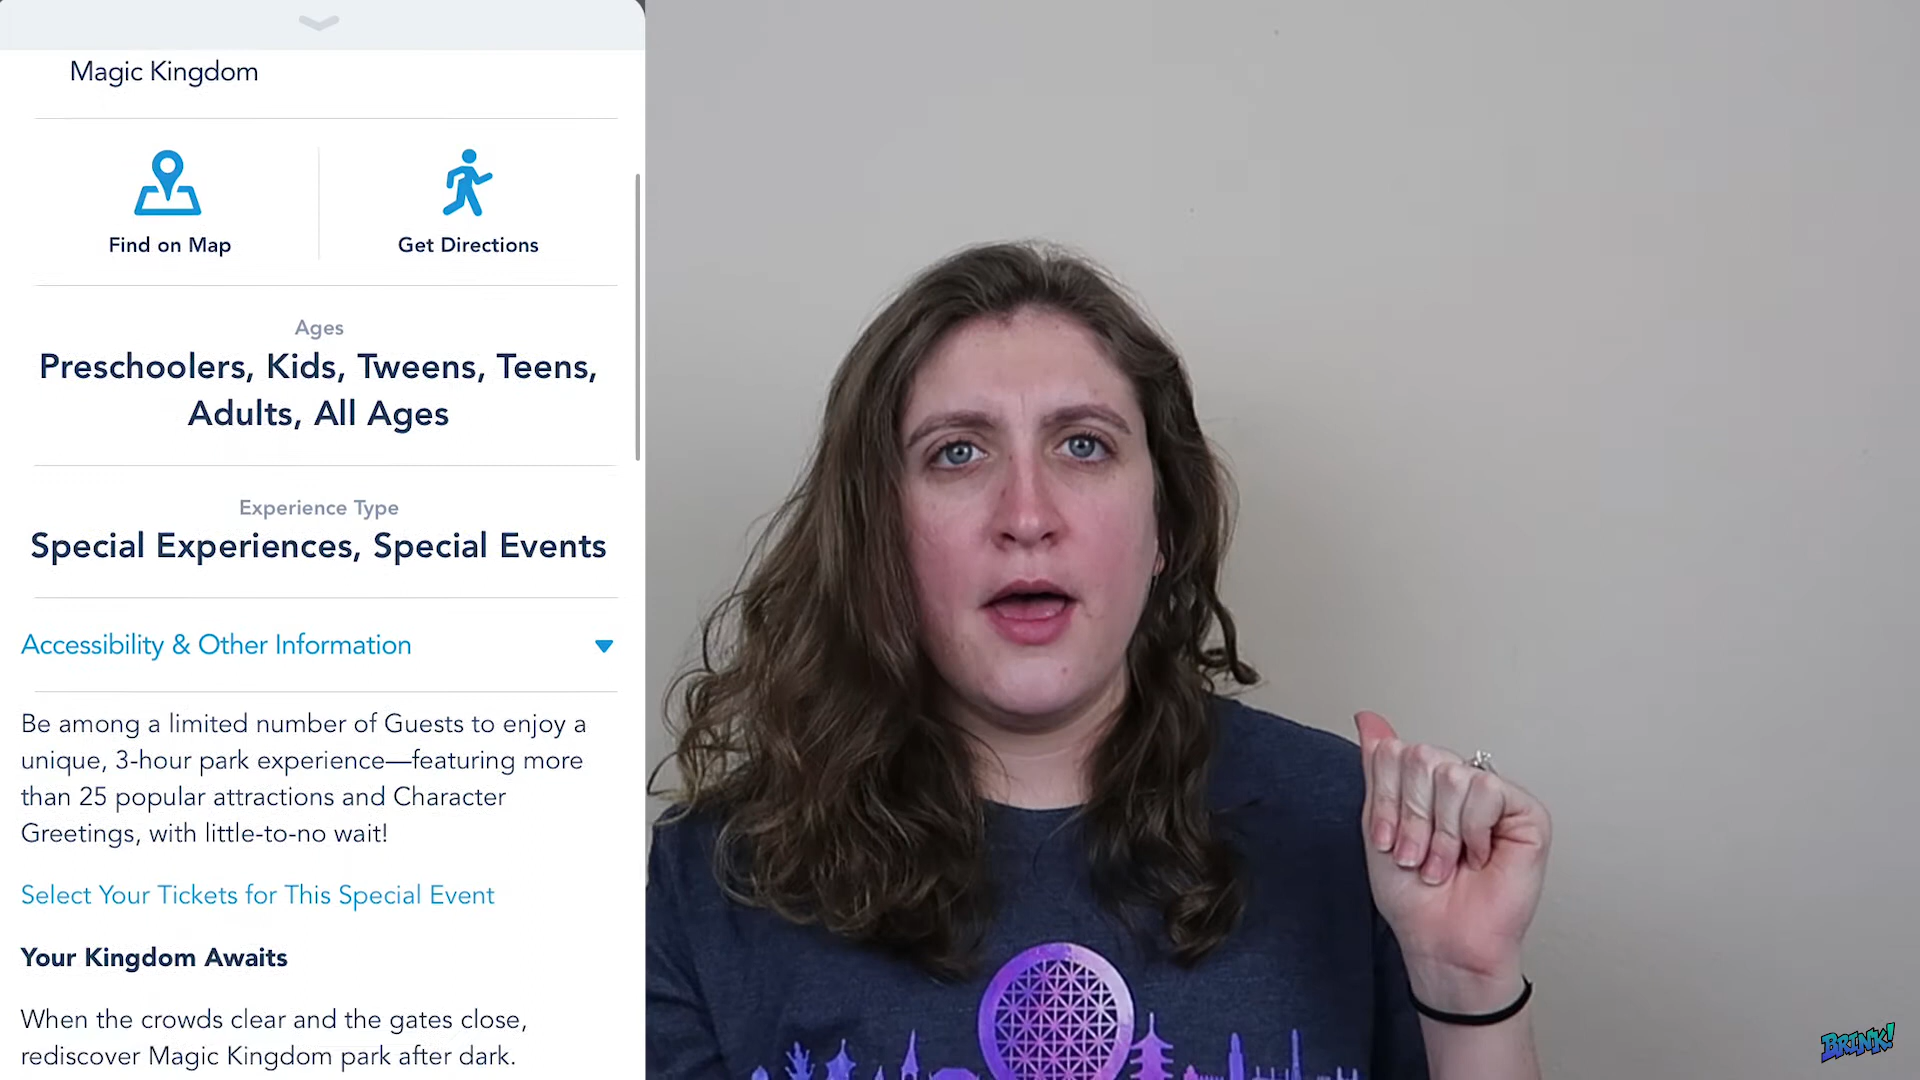 Magic Kingdom
Find on Map
Get Directions
Ages
Preschoolers, Kids, Tweens, Teens,
Adults, All Ages
Experience Type
Special Experiences, Special Events
Accessibility & Other Information
Be among a limited number of Guests to enjoy a
unique, 3-hour park experience—featuring more
than 25 popular attractions and Character
Greetings, with little-to-no wait!
Select Your Tickets for This Special Event
Your Kingdom Awaits
When the crowds clear and the gates close,
rediscover Magic Kingdom park after dark.
BRINK!